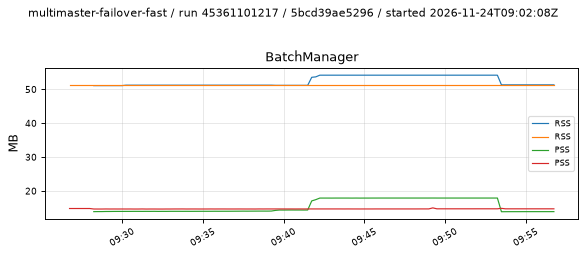 multimaster-failover-fast / run 45361101217 / 5bcd39ae5296 / started 2026-11-24T09:02:08Z
BatchManager
MB
50
40
30
20
RSS
RSS
PSS
PSS
09:30
09:35
09:40
09:45
09:50
09:55